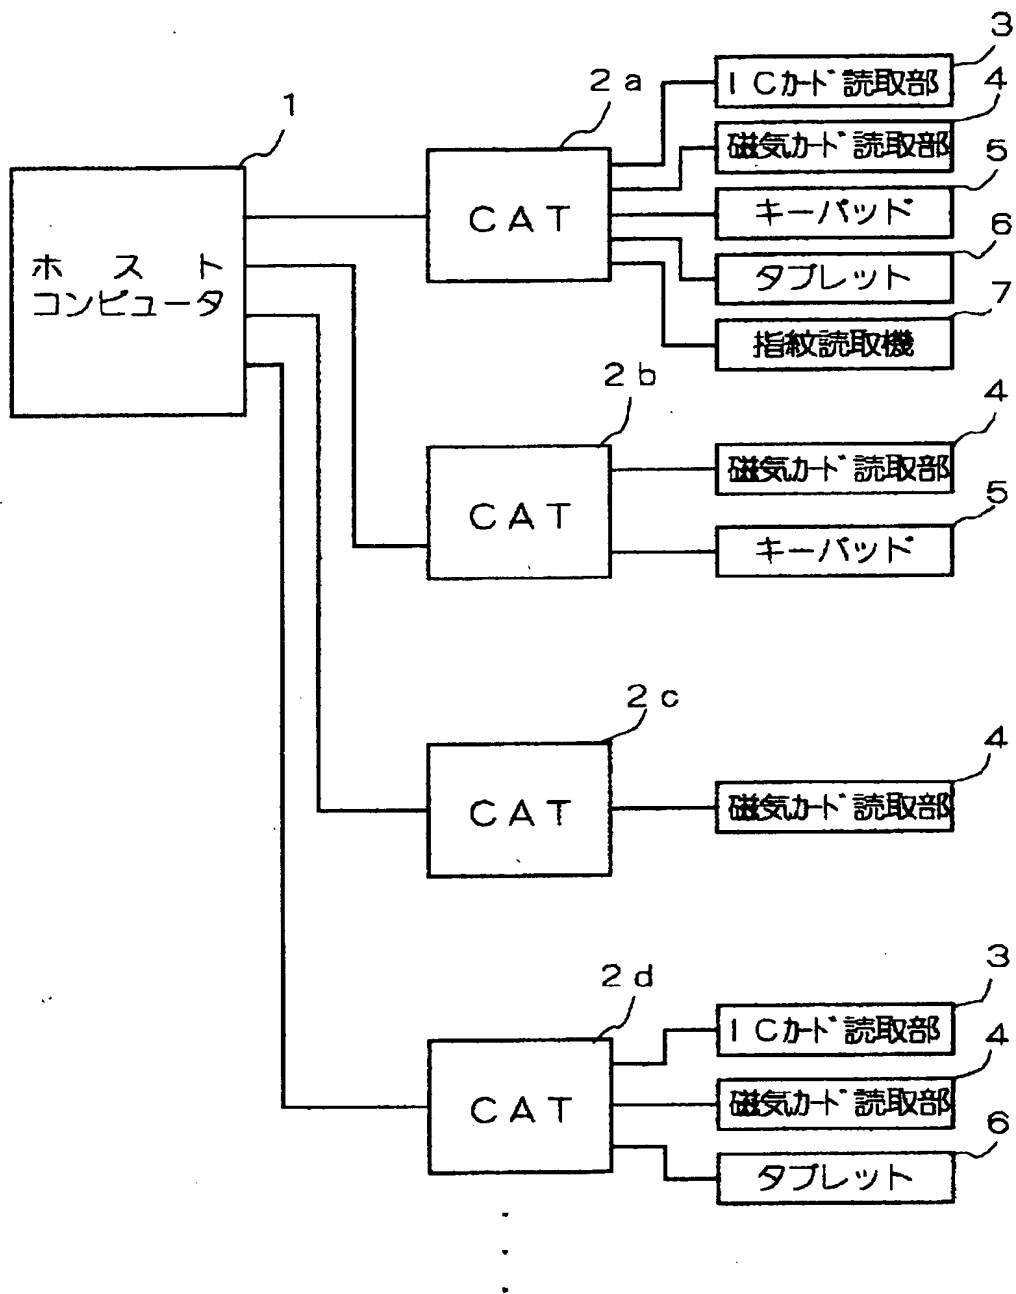 1
ホスト
コンピュータ
2a
CAT
3
ICカード読取部
4
磁気カード読取部
5
キーパッド
6
タブレット
7
指紋読取機
2b
CAT
4
磁気カード読取部
5
キーパッド
2c
CAT
4
磁気カード読取部
2d
CAT
3
ICカード読取部
4
磁気カード読取部
6
タブレット